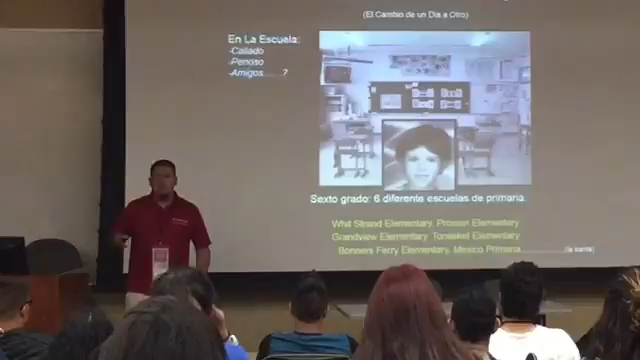 (El Cambio de un Dia a Otro)
En La Escuela:
-Callado
-Penoso
-Amigos......?
Sexto grado: 6 diferente escuelas de primaria.
Whit Strand Elementary, Prosser Elementary
Grandview Elementary Tonasket Elementary
Bonners Ferry Elementary, Mexico Primaria